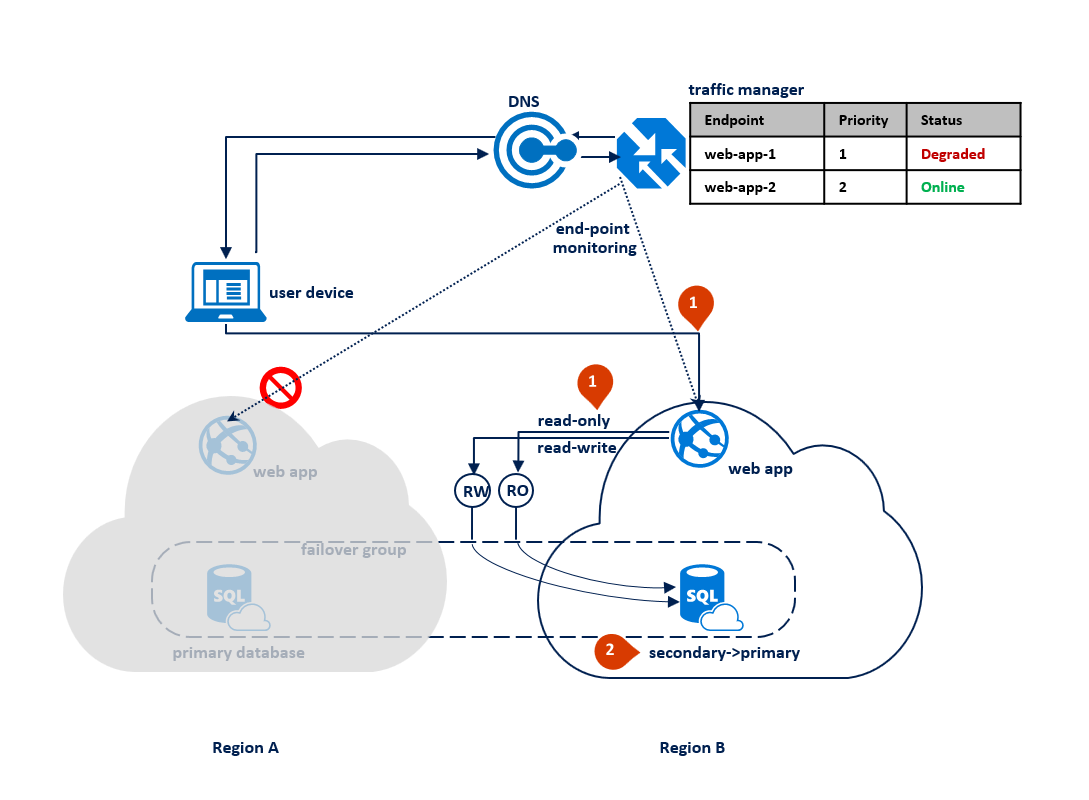 traffic manager
DNS
Endpoint Priority Status
web-app-1 1 Degraded
web-app-2 2 Online
end-point
monitoring
user device
1
1
read-only
read-write
web app
web app
RW
RO
failover group
SQL
SQL
primary database
2
secondary->primary
Region A
Region B